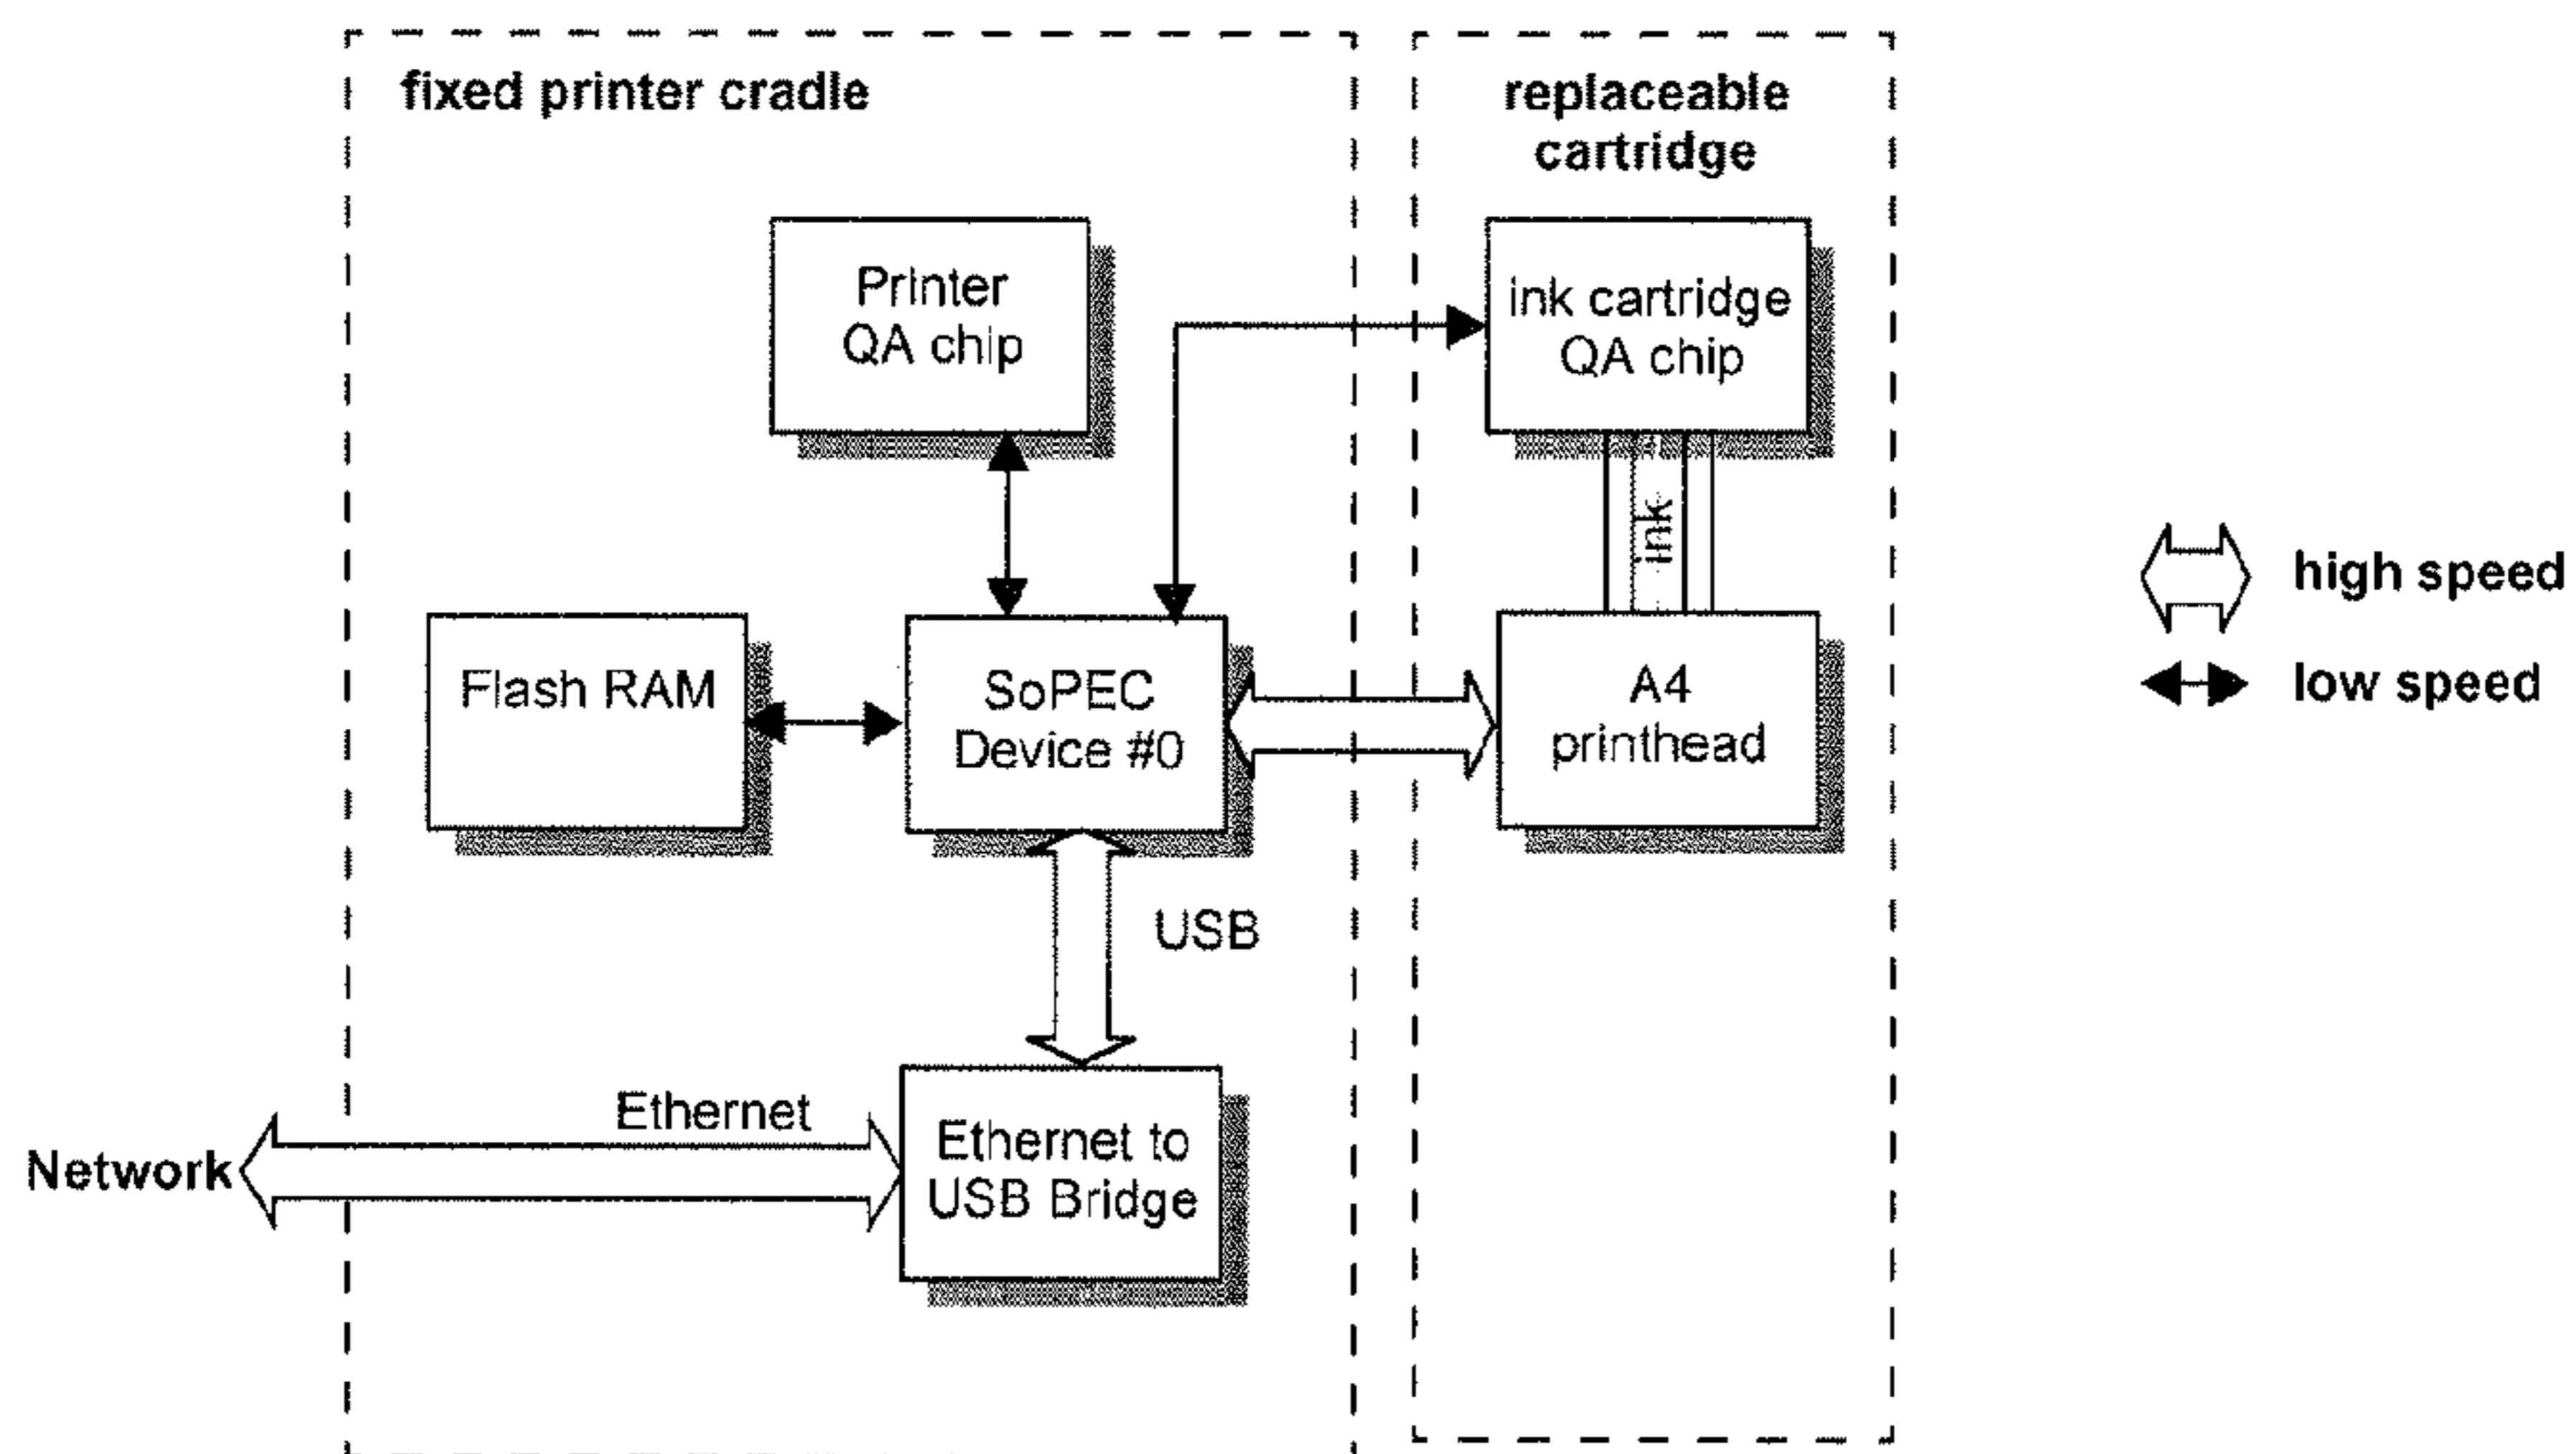 fixed printer cradle
replaceable
cartridge
Printer
QA chip
ink cartridge
QA chip
ink
Flash RAM
SoPEC
Device #0
A4
printhead
high speed
low speed
USB
Ethernet
Network
Ethernet to
USB Bridge